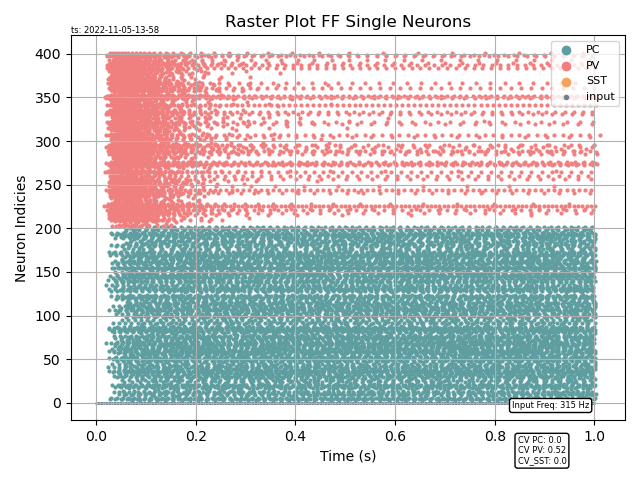 Raster Plot FF Single Neurons
ts: 2022-11-05-13-58
PC
PV
SST
input
400
350
300
250
200
150
100
50
0
Neuron Indicies
Input Freq: 315 Hz
0.0 0.2 0.4 0.6 0.8 1.0
Time (s)
CV PC: 0.0
CV PV: 0.52
CV_SST: 0.0